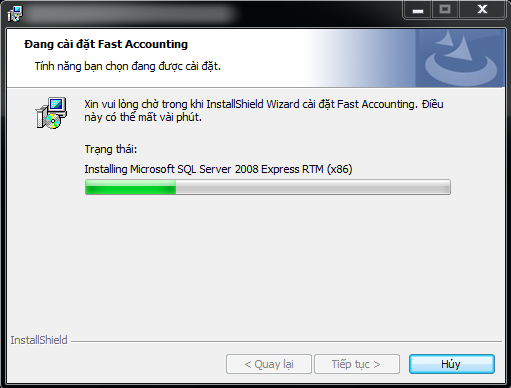 Đang cài đặt Fast Accounting
Tính năng bạn chọn đang được cài đặt.
Xin vui lòng chờ trong khi InstallShield Wizard cài đặt Fast Accounting. Điều
này có thể mất vài phút.
Trạng thái:
Installing Microsoft SQL Server 2008 Express RTM (x86)
InstallShield
< Quay lại
Tiếp tục >
Hủy